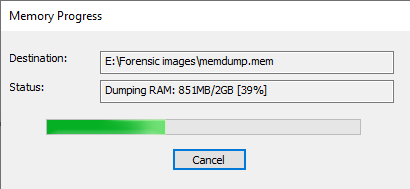 Memory Progress
Destination: E:\Forensic images\memdump.mem
Status: Dumping RAM: 851MB/2GB [39%]
Cancel